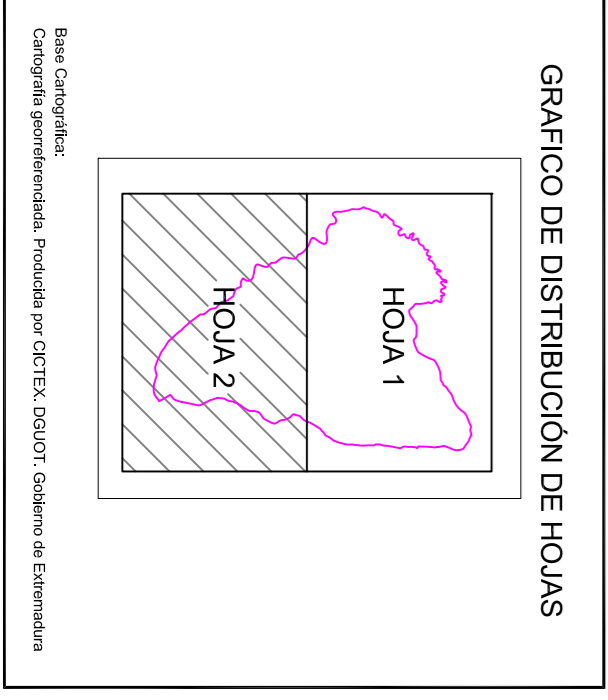 GRAFICO DE DISTRIBUCIÓN DE HOJAS
HOJA 1
HOJA 2
Base Cartográfica:
Cartografía georreferenciada. Producida por CICTEX. DGUOT. Gobierno de Extremadura